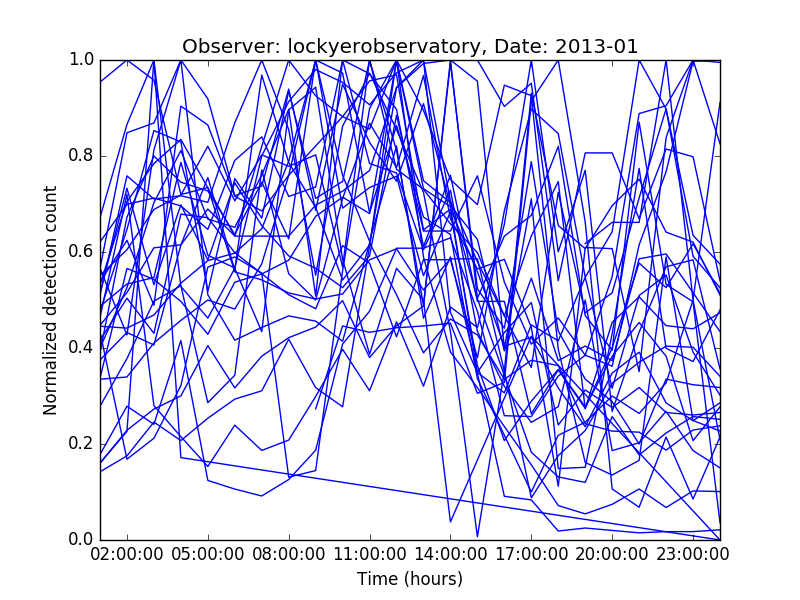 Observer: lockyerobservatory, Date: 2013-01
Normalized detection count
1.0
0.8
0.6
0.4
0.2
0.0
02:00:00 05:00:00 08:00:00 11:00:00 14:00:00 17:00:00 20:00:00 23:00:00
Time (hours)